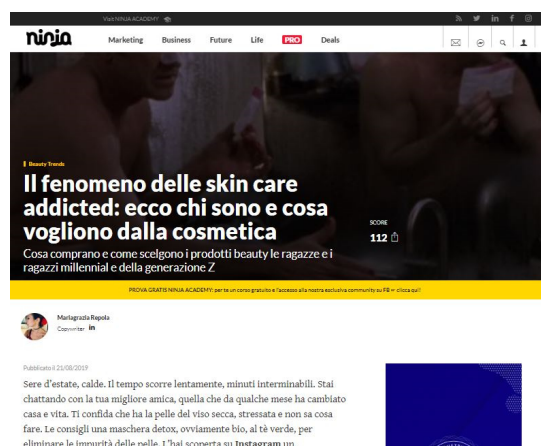 Visit NINJA ACADEMY
ninja
Marketing Business Future Life PRO Deals
Beauty Trends
Il fenomeno delle skin care
addicted: ecco chi sono e cosa
vogliono dalla cosmetica
SCORE
112
Cosa comprano e come scelgono i prodotti beauty le ragazze e i
ragazzi millennial e della generazione Z
PROVA GRATIS NINJA ACADEMY: per te un corso gratuito e l'accesso alla nostra esclusiva community su FB ➡ clicca qui!
Mariagrazia Repola
Copywriter in
Pubblicato il 21/08/2019
Sere d’estate, calde. Il tempo scorre lentamente, minuti interminabili. Stai
chattando con la tua migliore amica, quella che da qualche mese ha cambiato
casa e vita. Ti confida che ha la pelle del viso secca, stressata e non sa cosa
fare. Le consigli una maschera detox, ovviamente bio, al tè verde, per
eliminare le impurità delle pelle. L’hai scoperta su Instagram un